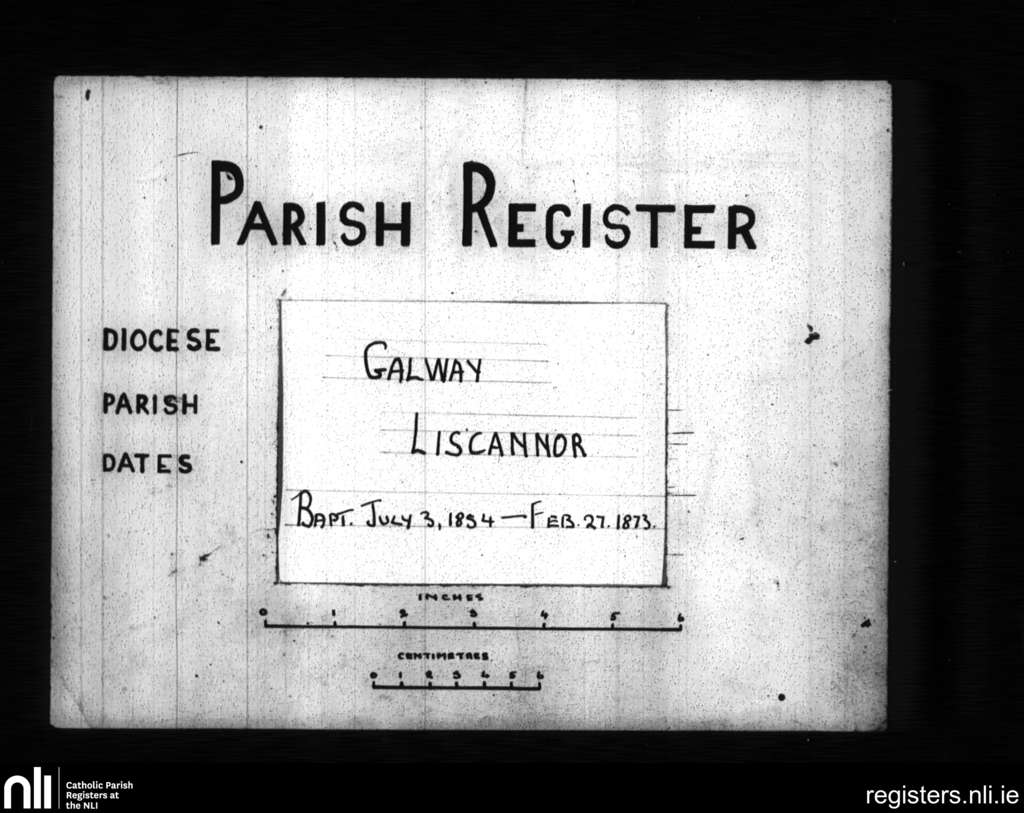 PARISH REGISTER
DIOCESE GALWAY
PARISH LISCANNOR
DATES
BAPT. JULY 3, 1854 — FEB. 27. 1873.
INCHES
0 1 2 3 4 5 6
CENTIMETRES
0 1 2 3 4 5 6
nli Catholic Parish
Registers at
the NLI
registers.nli.ie